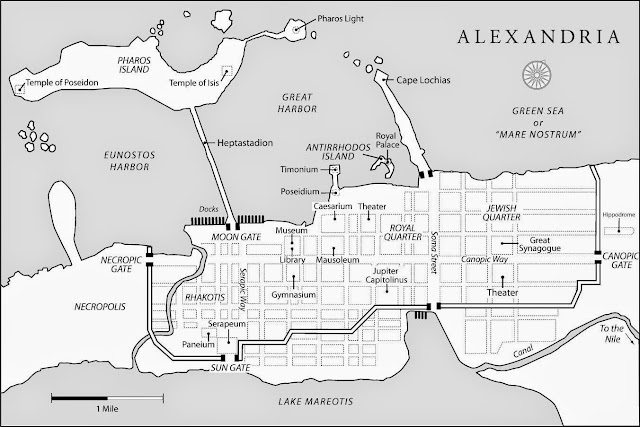 Pharos Light
ALEXANDRIA
PHAROS
ISLAND
Temple of Poseidon
Temple of Isis
Cape Lochias
GREAT
HARBOR
GREEN SEA
or
"MARE NOSTRUM"
EUNOSTOS
HARBOR
Heptastadion
ANTIRRHODOS
ISLAND
Royal
Palace
Timonium
Poseidium
Docks
Caesarium
Theater
JEWISH
QUARTER
Hippodrome
MOON GATE
Museum
ROYAL
QUARTER
Soma Street
Great
Synagogue
NECROPIC
GATE
Library
Mausoleum
Canopic Way
CANOPIC
GATE
NECROPOLIS
RHAKOTIS
Serapic Way
Gymnasium
Jupiter
Capitolinus
Theater
Serapeum
Paneium
SUN GATE
Canal
To the
Nile
1 Mile
LAKE MAREOTIS